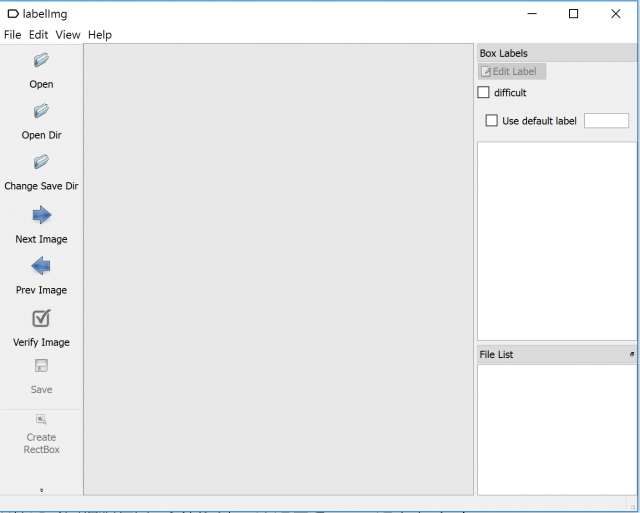 labelImg
File Edit View Help
Open
Open Dir
Change Save Dir
Next Image
Prev Image
Verify Image
Save
Create
RectBox
Box Labels
Edit Label
difficult
Use default label
File List